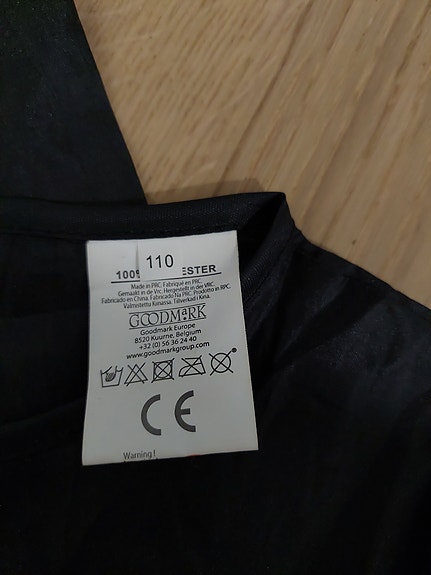 110
100% ESTER
Made in PRC. Fabriqué en PRC
Gemaakt in de Vrc. Hergestellt in der VRC.
Fabricado en China. Fabricado Na PRC. Prodotto in RPC.
Valmistettu Kiinassa. Tillverkad i Kina.
GOODMARK
Goodmark Europe
8520 Kuurne, Belgium
+32 (0) 56 36 24 40
www.goodmarkgroup.com
CE
Warning!